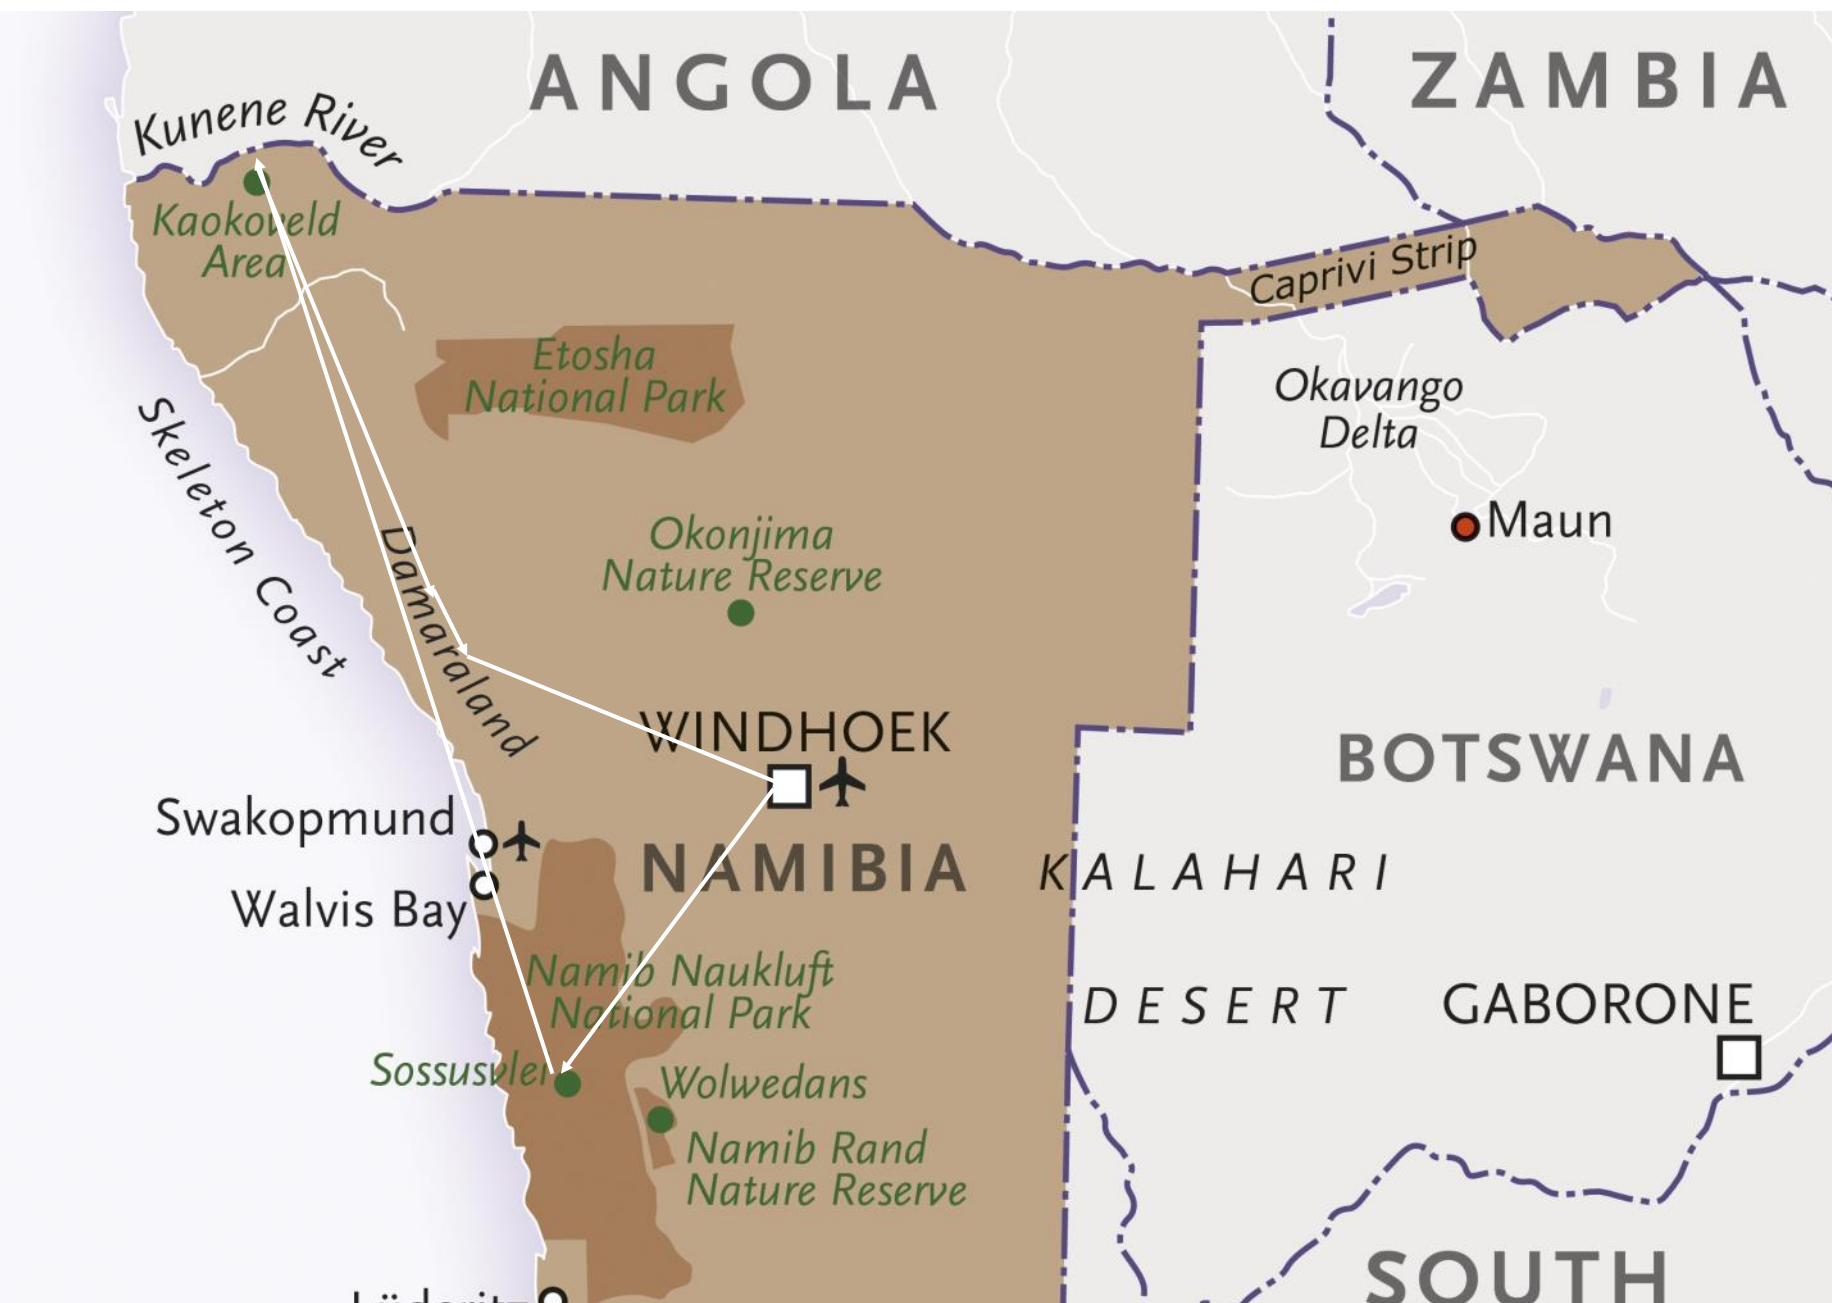 ANGOLA
ZAMBIA
Kunene River
Kaokoveld
Area
Caprivi Strip
Etosha
National Park
Okavango
Delta
Skeleton Coast
Maun
Okonjima
Nature Reserve
Damaraland
WINDHOEK
BOTSWANA
Swakopmund
NAMIBIA
KALAHARI
Walvis Bay
Namib Naukluft
National Park
DESERT
GABORONE
Sossusvlei
Wolwedans
Namib Rand
Nature Reserve
SOUTH
Lüderitz